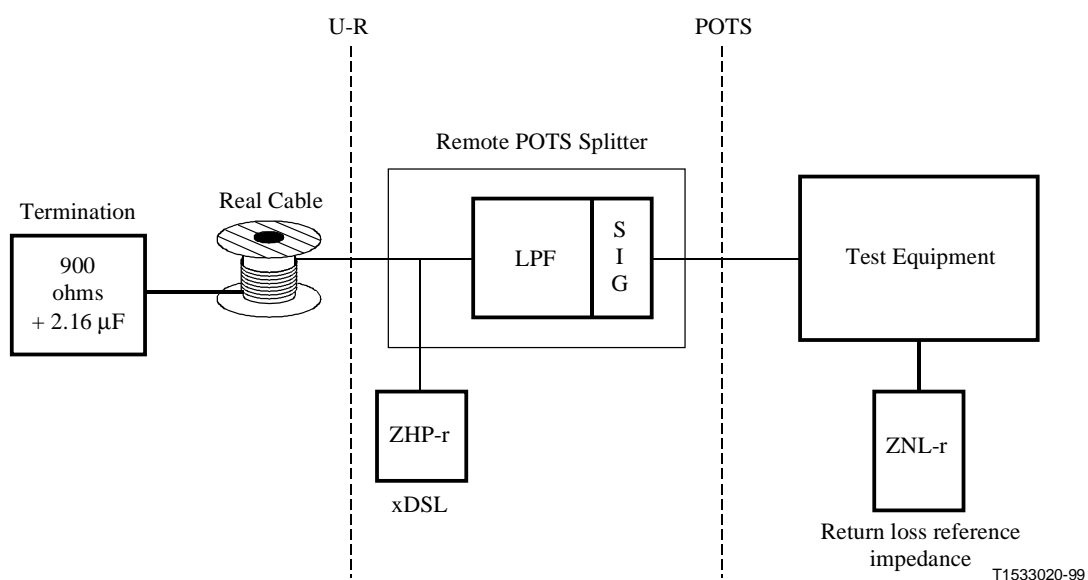 U-R
POTS
Remote POTS Splitter
Real Cable
Termination
900
ohms
+ 2.16 µF
LPF
S
I
G
Test Equipment
ZHP-r
xDSL
ZNL-r
Return loss reference
impedance
T1533020-99